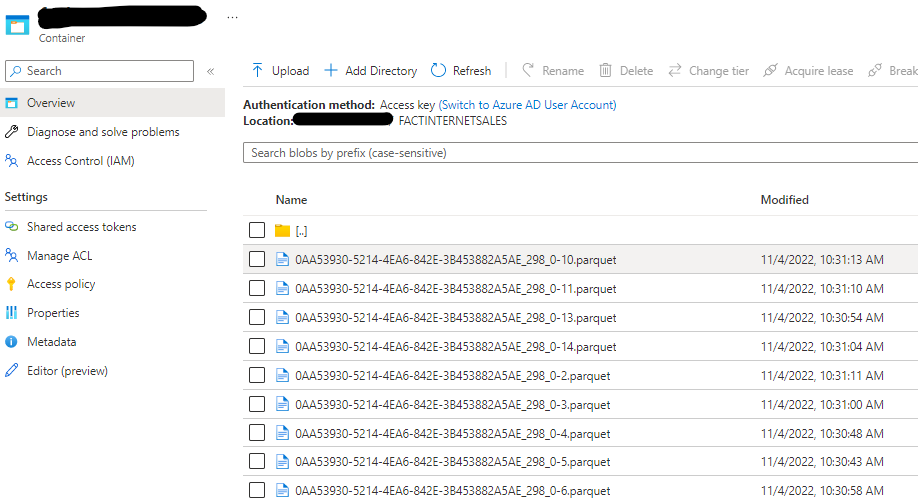 ...
Container
Search
«
Upload
Add Directory
Refresh
Rename
Delete
Change tier
Acquire lease
Break
Overview
Diagnose and solve problems
Access Control (IAM)
Settings
Shared access tokens
Manage ACL
Access policy
Properties
Metadata
Editor (preview)
Authentication method: Access key (Switch to Azure AD User Account)
Location: FACTINTERNETSALES
Search blobs by prefix (case-sensitive)
Name Modified
[..]
0AA53930-5214-4EA6-842E-3B453882A5AE_298_0-10.parquet 11/4/2022, 10:31:13 AM
0AA53930-5214-4EA6-842E-3B453882A5AE_298_0-11.parquet 11/4/2022, 10:31:10 AM
0AA53930-5214-4EA6-842E-3B453882A5AE_298_0-13.parquet 11/4/2022, 10:30:54 AM
0AA53930-5214-4EA6-842E-3B453882A5AE_298_0-14.parquet 11/4/2022, 10:31:04 AM
0AA53930-5214-4EA6-842E-3B453882A5AE_298_0-2.parquet 11/4/2022, 10:31:11 AM
0AA53930-5214-4EA6-842E-3B453882A5AE_298_0-3.parquet 11/4/2022, 10:31:00 AM
0AA53930-5214-4EA6-842E-3B453882A5AE_298_0-4.parquet 11/4/2022, 10:30:48 AM
0AA53930-5214-4EA6-842E-3B453882A5AE_298_0-5.parquet 11/4/2022, 10:30:43 AM
0AA53930-5214-4EA6-842E-3B453882A5AE_298_0-6.parquet 11/4/2022, 10:30:58 AM